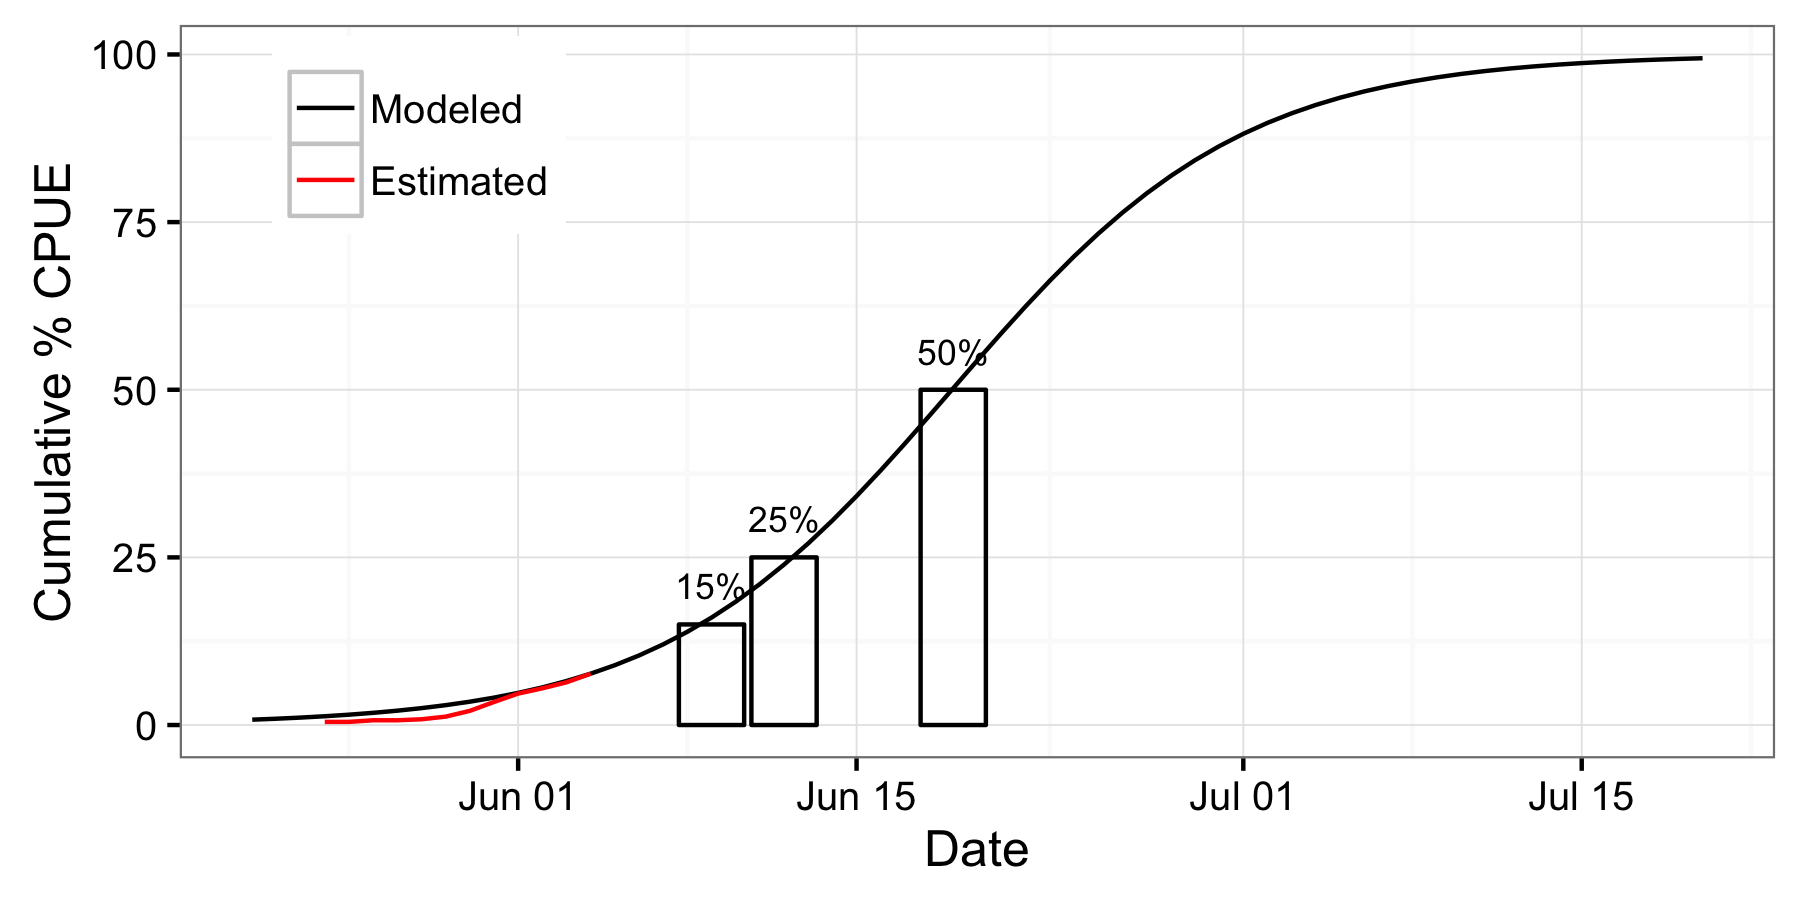 100
75
50
25
0
Cumulative % CPUE
Modeled
Estimated
15%
25%
50%
Jun 01
Jun 15
Jul 01
Jul 15
Date